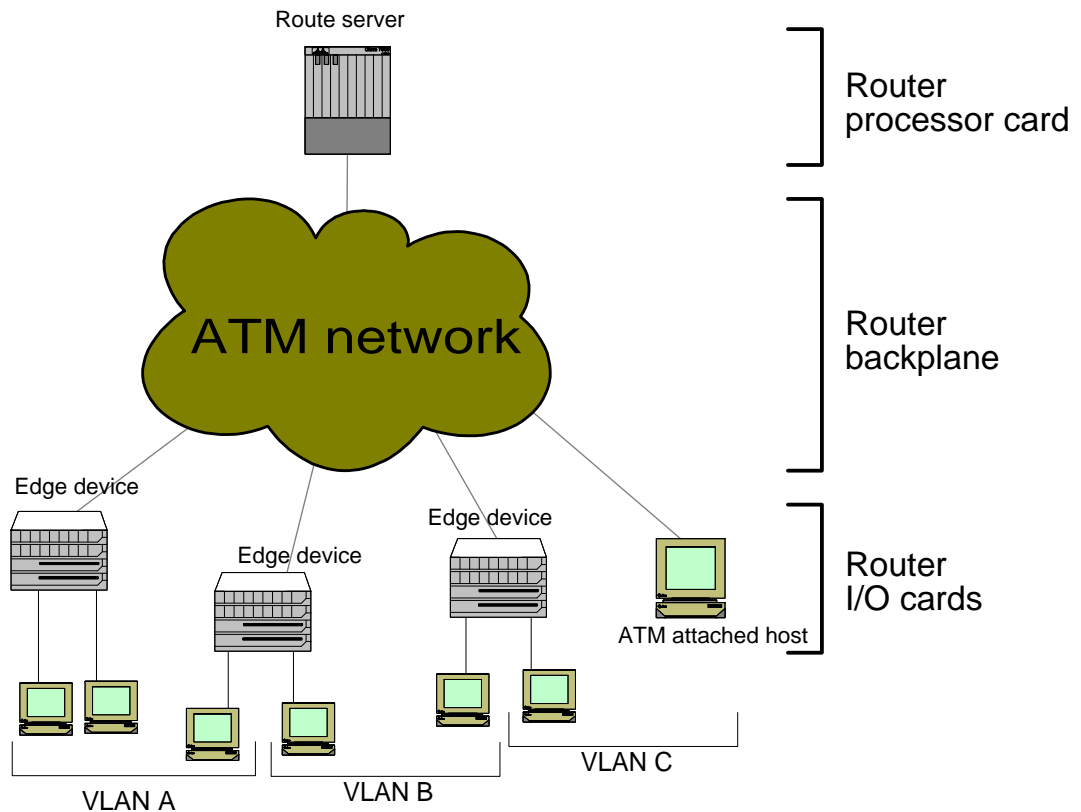 Route server
Router
processor card
ATM network
Router
backplane
Edge device
Edge device
Edge device
Router
I/O cards
ATM attached host
VLAN A
VLAN B
VLAN C